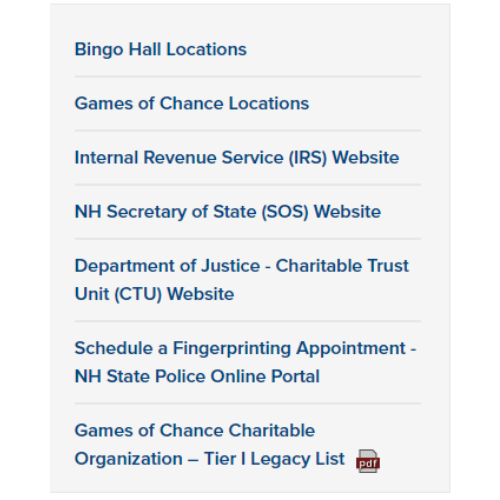 Bingo Hall Locations
Games of Chance Locations
Internal Revenue Service (IRS) Website
NH Secretary of State (SOS) Website
Department of Justice - Charitable Trust
Unit (CTU) Website
Schedule a Fingerprinting Appointment -
NH State Police Online Portal
Games of Chance Charitable
Organization – Tier I Legacy List pdf